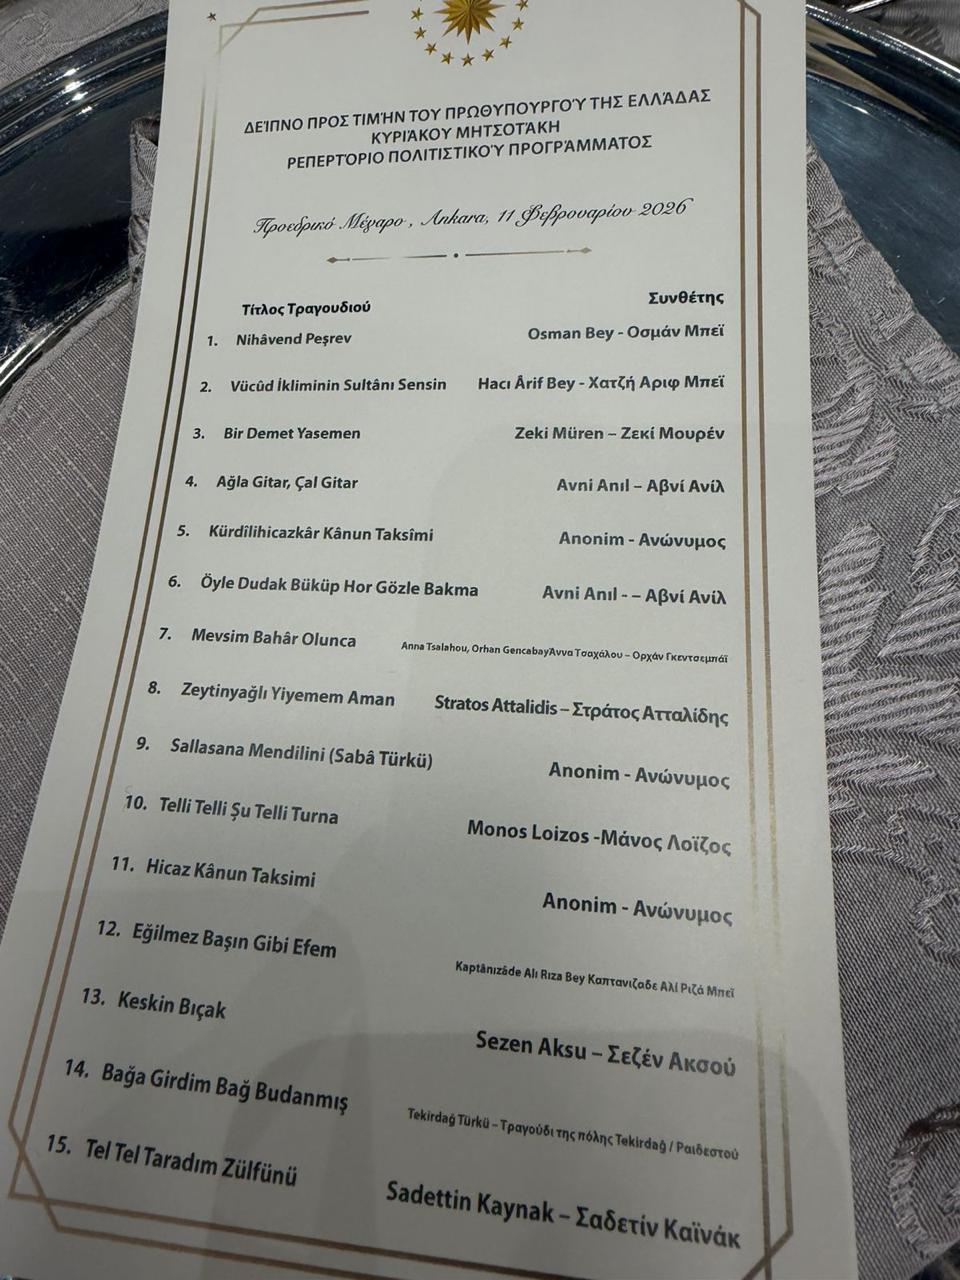 ΔΕΊΠΝΟ ΠΡΟΣ ΤΙΜΉΝ ΤΟΥ ΠΡΩΘΥΠΟΥΡΓΟΎ ΤΗΣ ΕΛΛΆΔΑΣ
ΚΥΡΙΆΚΟΥ ΜΗΤΣΟΤΆΚΗ
ΡΕΠΕΡΤΌΡΙΟ ΠΟΛΙΤΙΣΤΙΚΟΎ ΠΡΟΓΡΆΜΜΑΤΟΣ
Προεδρικό Μέγαρο , Ankara, 11 Φεβρουαρίου 2026
Τίτλος Τραγουδιού Συνθέτης
1. Nihâvend Peşrev Osman Bey - Οσμάν Μπεϊ
2. Vücûd İkliminin Sultânı Sensin Hacı Ârif Bey - Χατζή Αριφ Μπεϊ
3. Bir Demet Yasemen Zeki Müren – Ζεκί Μουρέν
4. Ağla Gitar, Çal Gitar Avni Anıl – Αβνί Ανίλ
5. Kürdîlihicazkâr Kânun Taksîmi Anonim - Ανώνυμος
6. Öyle Dudak Büküp Hor Gözle Bakma Avni Anıl - – Αβνί Ανίλ
7. Mevsim Bahâr Olunca Anna Tsalahou, Orhan GencabayΆννα Τσαχάλου – Ορχάν Γκεντσεμπάϊ
8. Zeytinyağlı Yiyemem Aman Stratos Attalidis – Στράτος Ατταλίδης
9. Sallasana Mendilini (Sabâ Türkü) Anonim - Ανώνυμος
10. Telli Telli Şu Telli Turna Monos Loizos -Μάνος Λοΐζος
11. Hicaz Kânun Taksimi Anonim - Ανώνυμος
12. Eğilmez Başın Gibi Efem Kaptânızâde Alı Rıza Bey Καπτανιζαδε Αλί Ριζά Μπεϊ
13. Keskin Bıçak Sezen Aksu – Σεζέν Ακσού
14. Bağa Girdim Bağ Budanmış Tekirdağ Türkü – Τραγούδι της πόλης Tekirdağ / Ραιδεστού
15. Tel Tel Taradım Zülfünü Sadettin Kaynak – Σαδετίν Καϊνάκ